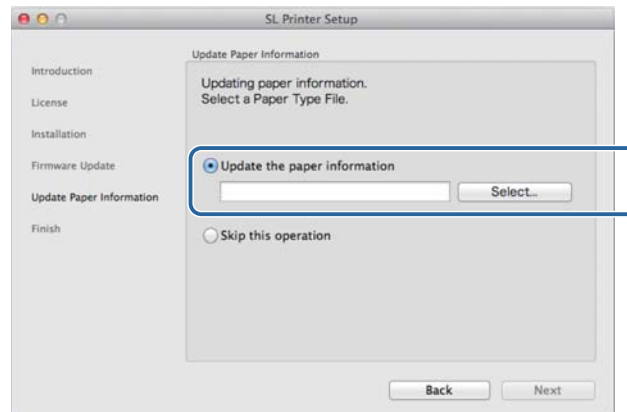 SL Printer Setup
Update Paper Information
Introduction
License
Installation
Firmware Update
Update Paper Information
Finish
Updating paper information.
Select a Paper Type File.
Update the paper information
Select...
Skip this operation
Back
Next